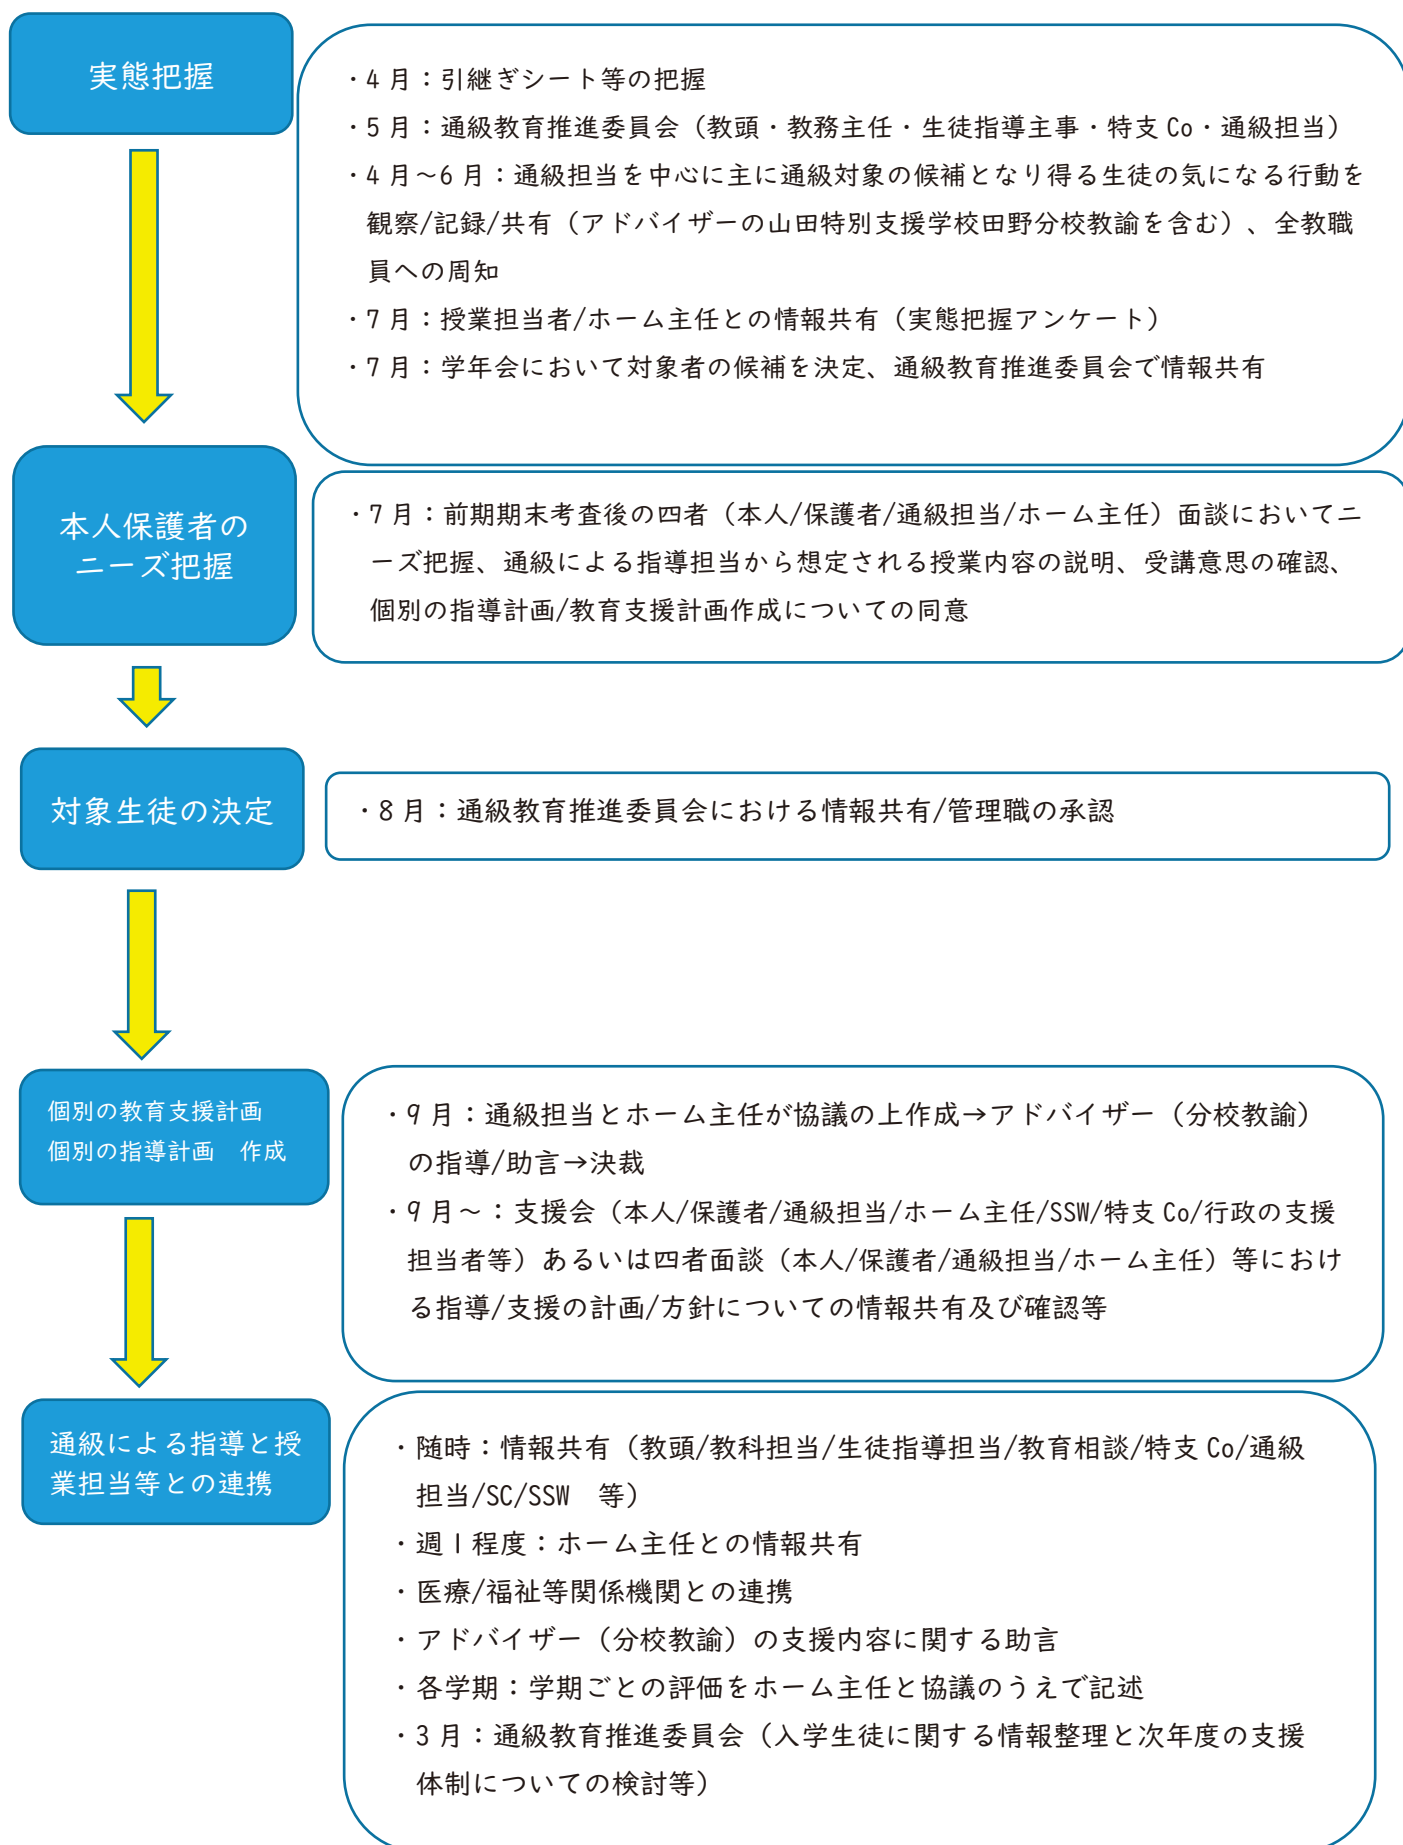 実態把握
・4月：引継ぎシート等の把握
・5月：通級教育推進委員会（教頭・教務主任・生徒指導主事・特支Co・通級担当）
・4月～6月：通級担当を中心に主に通級対象の候補となり得る生徒の気になる行動を
観察/記録/共有（アドバイザーの山田特別支援学校田野分校教諭を含む）、全教職
員への周知
・7月：授業担当者/ホーム主任との情報共有（実態把握アンケート）
・7月：学年会において対象者の候補を決定、通級教育推進委員会で情報共有
本人保護者の
ニーズ把握
・7月：前期期末考査後の四者（本人/保護者/通級担当/ホーム主任）面談においてニ
ーズ把握、通級による指導担当から想定される授業内容の説明、受講意思の確認、
個別の指導計画/教育支援計画作成についての同意
対象生徒の決定
・8月：通級教育推進委員会における情報共有/管理職の承認
個別の教育支援計画
個別の指導計画　作成
・9月：通級担当とホーム主任が協議の上作成→アドバイザー（分校教諭）
の指導/助言→決裁
・9月～：支援会（本人/保護者/通級担当/ホーム主任/SSW/特支Co/行政の支援
担当者等）あるいは四者面談（本人/保護者/通級担当/ホーム主任）等におけ
る指導/支援の計画/方針についての情報共有及び確認等
通級による指導と授
業担当等との連携
・随時：情報共有（教頭/教科担当/生徒指導担当/教育相談/特支Co/通級
担当/SC/SSW　等）
・週1程度：ホーム主任との情報共有
・医療/福祉等関係機関との連携
・アドバイザー（分校教諭）の支援内容に関する助言
・各学期：学期ごとの評価をホーム主任と協議のうえで記述
・3月：通級教育推進委員会（入学生徒に関する情報整理と次年度の支援
体制についての検討等）